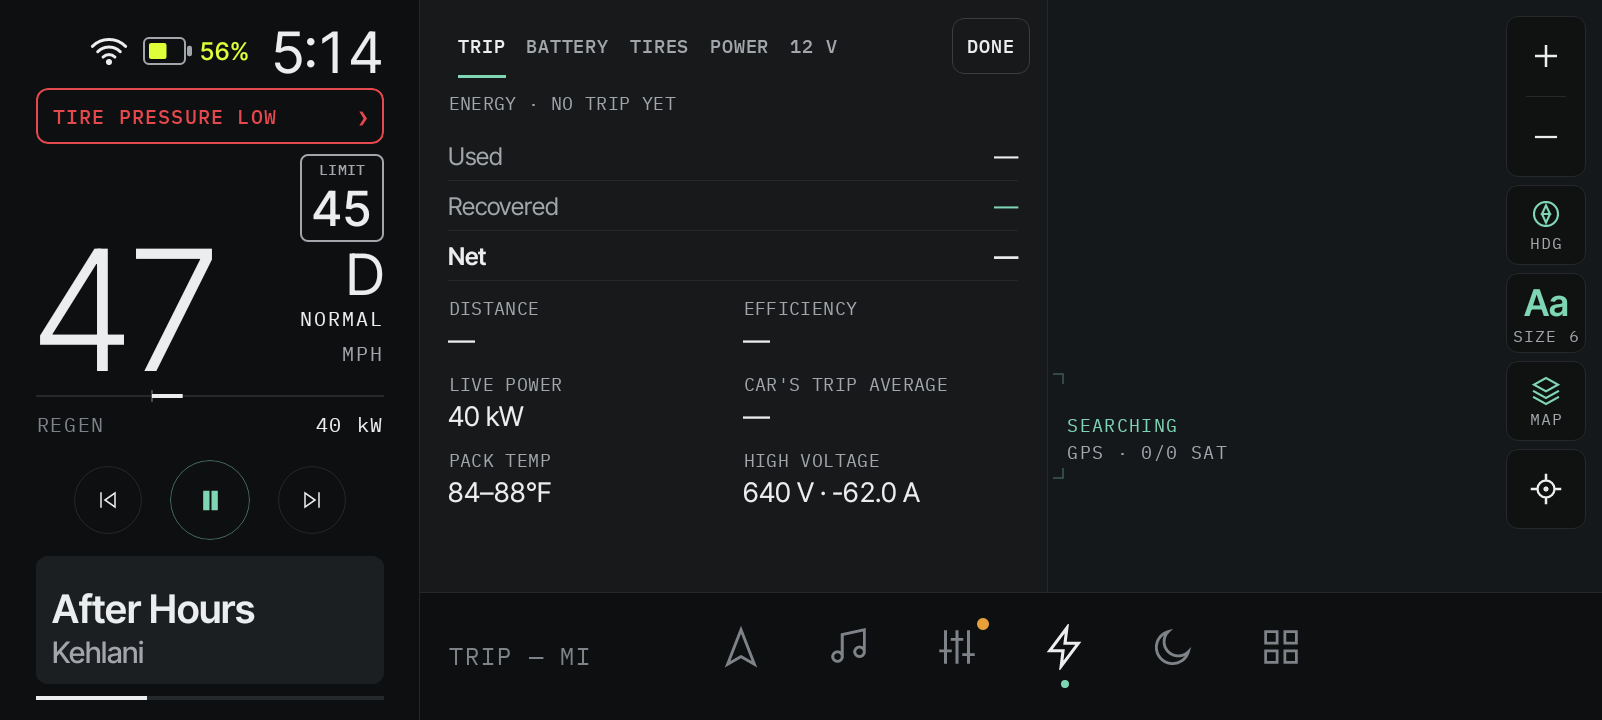 56% 5:14
TIRE PRESSURE LOW ›
LIMIT
45
47
D
NORMAL
MPH
REGEN 40 kW
After Hours
Kehlani
TRIP BATTERY TIRES POWER 12 V DONE
ENERGY · NO TRIP YET
Used —
Recovered —
Net —
DISTANCE EFFICIENCY
— —
LIVE POWER CAR'S TRIP AVERAGE
40 kW —
PACK TEMP HIGH VOLTAGE
84–88°F 640 V · -62.0 A
SEARCHING
GPS · 0/0 SAT
+
−
HDG
Aa
SIZE 6
MAP
TRIP — MI